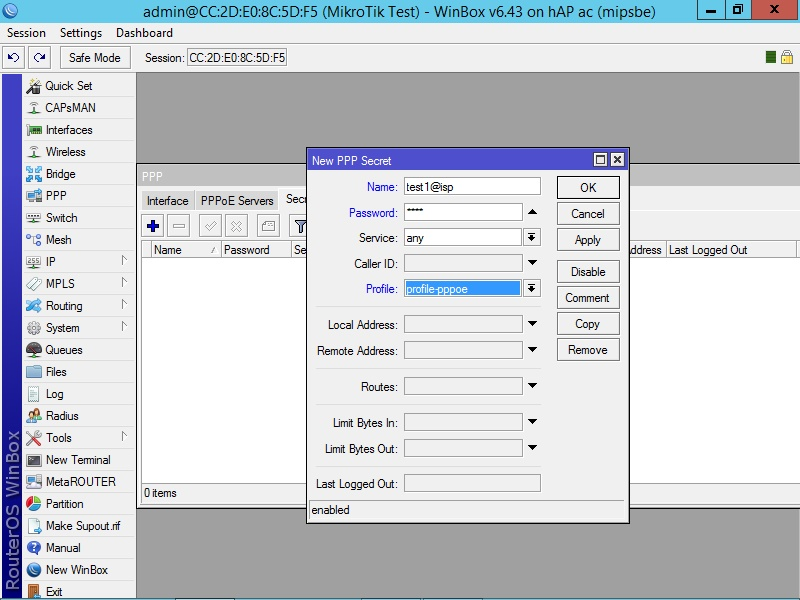 admin@CC:2D:E0:8C:5D:F5 (MikroTik Test) - WinBox v6.43 on hAP ac (mipsbe)
Session Settings Dashboard
Safe Mode Session: CC:2D:E0:8C:5D:F5
Quick Set
CAPsMAN
Interfaces
Wireless
Bridge
PPP
Switch
Mesh
IP
MPLS
Routing
System
Queues
Files
Log
Radius
Tools
New Terminal
MetaROUTER
Partition
Make Supout.rif
Manual
New WinBox
Exit
RouterOS WinBox
PPP
Interface PPPoE Servers Secr
Name / Password Se
ddress Last Logged Out
0 items
New PPP Secret
Name: test1@isp
Password: ****
Service: any
Caller ID:
Profile: profile-pppoe
Local Address:
Remote Address:
Routes:
Limit Bytes In:
Limit Bytes Out:
Last Logged Out:
enabled
OK
Cancel
Apply
Disable
Comment
Copy
Remove